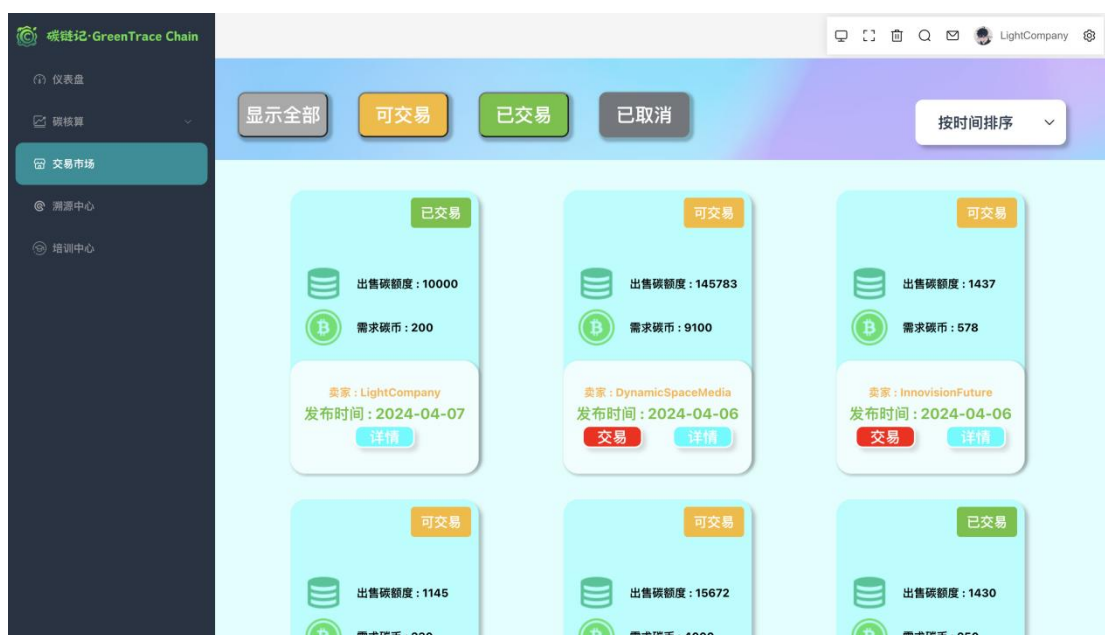 碳链记·GreenTrace Chain
LightCompany
仪表盘
碳核算
交易市场
溯源中心
培训中心
显示全部
可交易
已交易
已取消
按时间排序
已交易
出售碳额度 : 10000
需求碳币 : 200
卖家 : LightCompany
发布时间 : 2024-04-07
详情
可交易
出售碳额度 : 145783
需求碳币 : 9100
卖家 : DynamicSpaceMedia
发布时间 : 2024-04-06
交易
详情
可交易
出售碳额度 : 1437
需求碳币 : 578
卖家 : InnovisionFuture
发布时间 : 2024-04-06
交易
详情
可交易
出售碳额度 : 1145
可交易
出售碳额度 : 15672
已交易
出售碳额度 : 1430